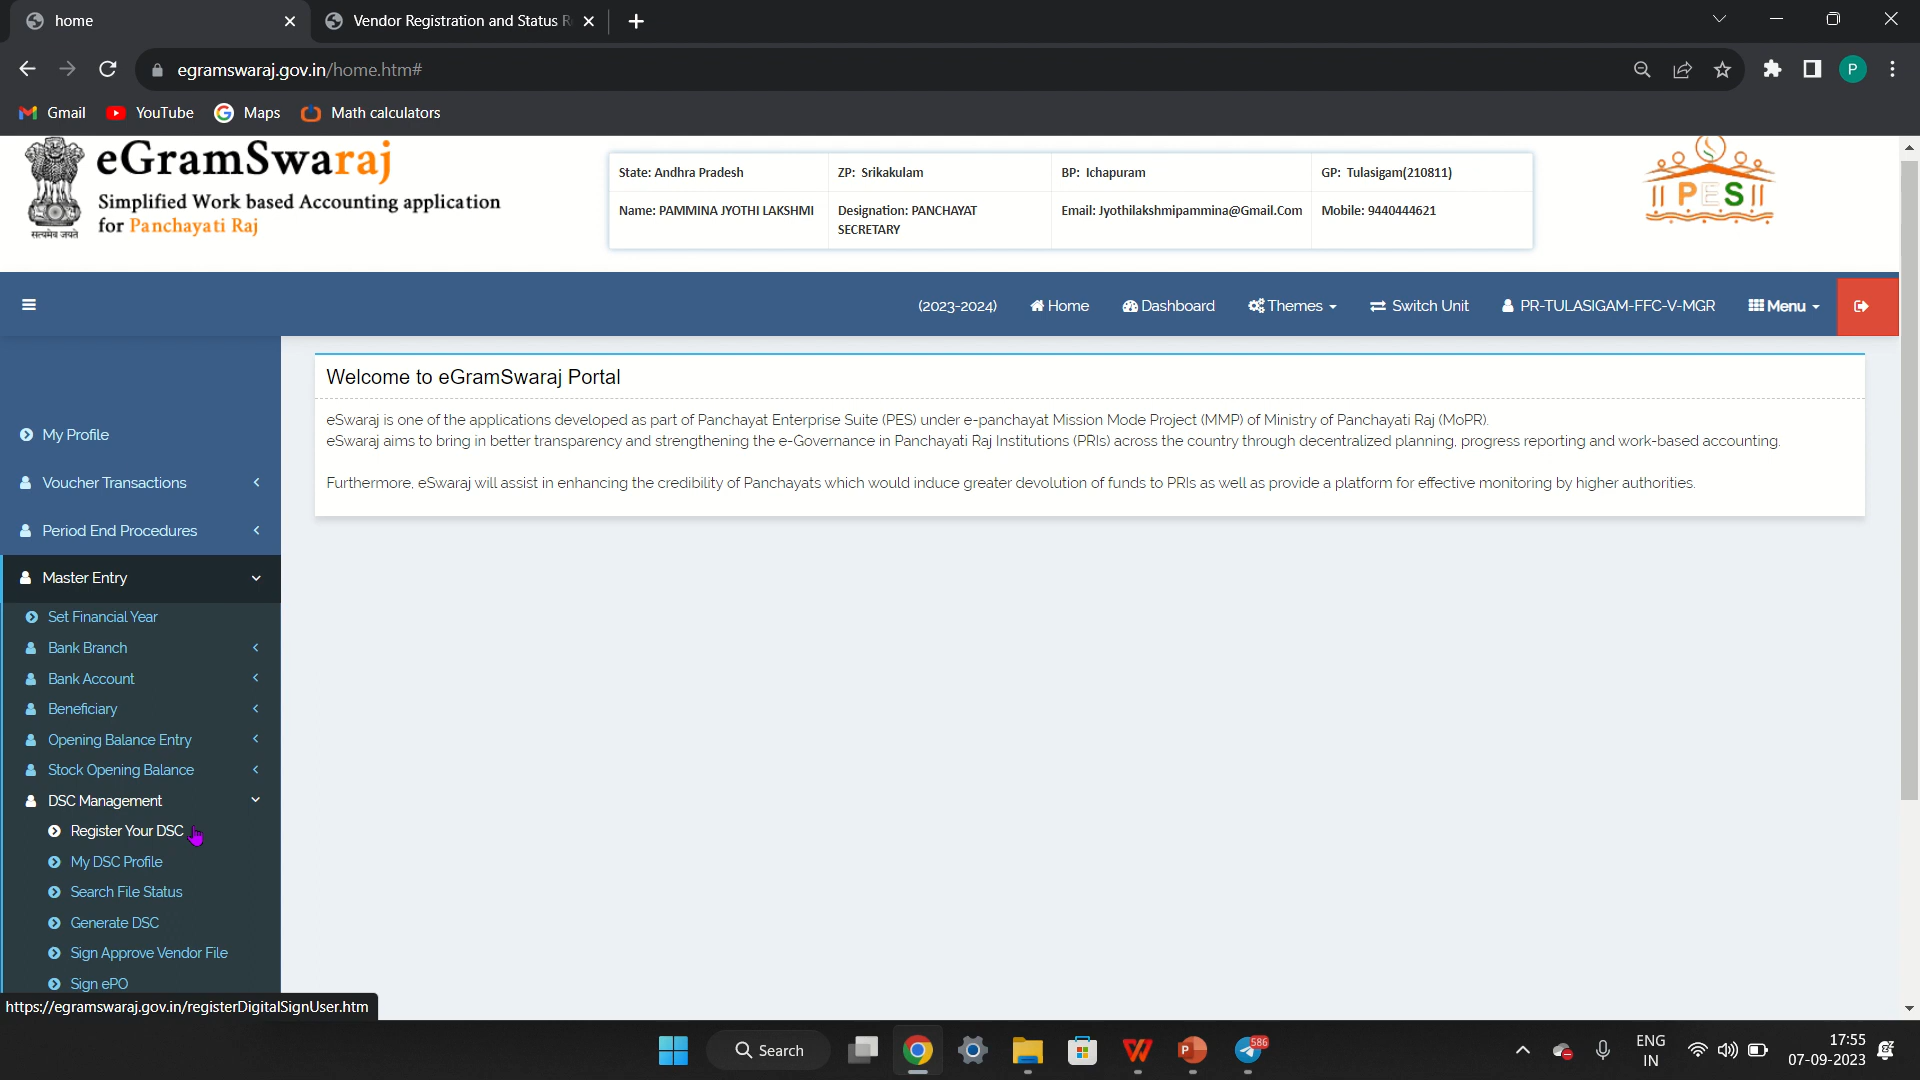 home
Vendor Registration and Status R
egramswaraj.gov.in/home.htm#
P
Gmail
YouTube
Maps
Math calculators
eGramSwaraj
Simplified Work based Accounting application
for Panchayati Raj
सत्यमेव जयते
State: Andhra Pradesh
ZP: Srikakulam
BP: Ichapuram
GP: Tulasigam(210811)
Name: PAMMINA JYOTHI LAKSHMI
Designation: PANCHAYAT
SECRETARY
Email: Jyothilakshmipammina@Gmail.Com
Mobile: 9440444621
PES
(2023-2024)
Home
Dashboard
Themes
Switch Unit
PR-TULASIGAM-FFC-V-MGR
Menu
My Profile
Voucher Transactions
Period End Procedures
Master Entry
Set Financial Year
Bank Branch
Bank Account
Beneficiary
Opening Balance Entry
Stock Opening Balance
DSC Management
Register Your DSC
My DSC Profile
Search File Status
Generate DSC
Sign Approve Vendor File
Sign ePO
Welcome to eGramSwaraj Portal
eSwaraj is one of the applications developed as part of Panchayat Enterprise Suite (PES) under e-panchayat Mission Mode Project (MMP) of Ministry of Panchayati Raj (MoPR).
eSwaraj aims to bring in better transparency and strengthening the e-Governance in Panchayati Raj Institutions (PRIs) across the country through decentralized planning, progress reporting and work-based accounting.
Furthermore, eSwaraj will assist in enhancing the credibility of Panchayats which would induce greater devolution of funds to PRIs as well as provide a platform for effective monitoring by higher authorities.
https://egramswaraj.gov.in/registerDigitalSignUser.htm
Search
586
ENG
IN
17:55
07-09-2023